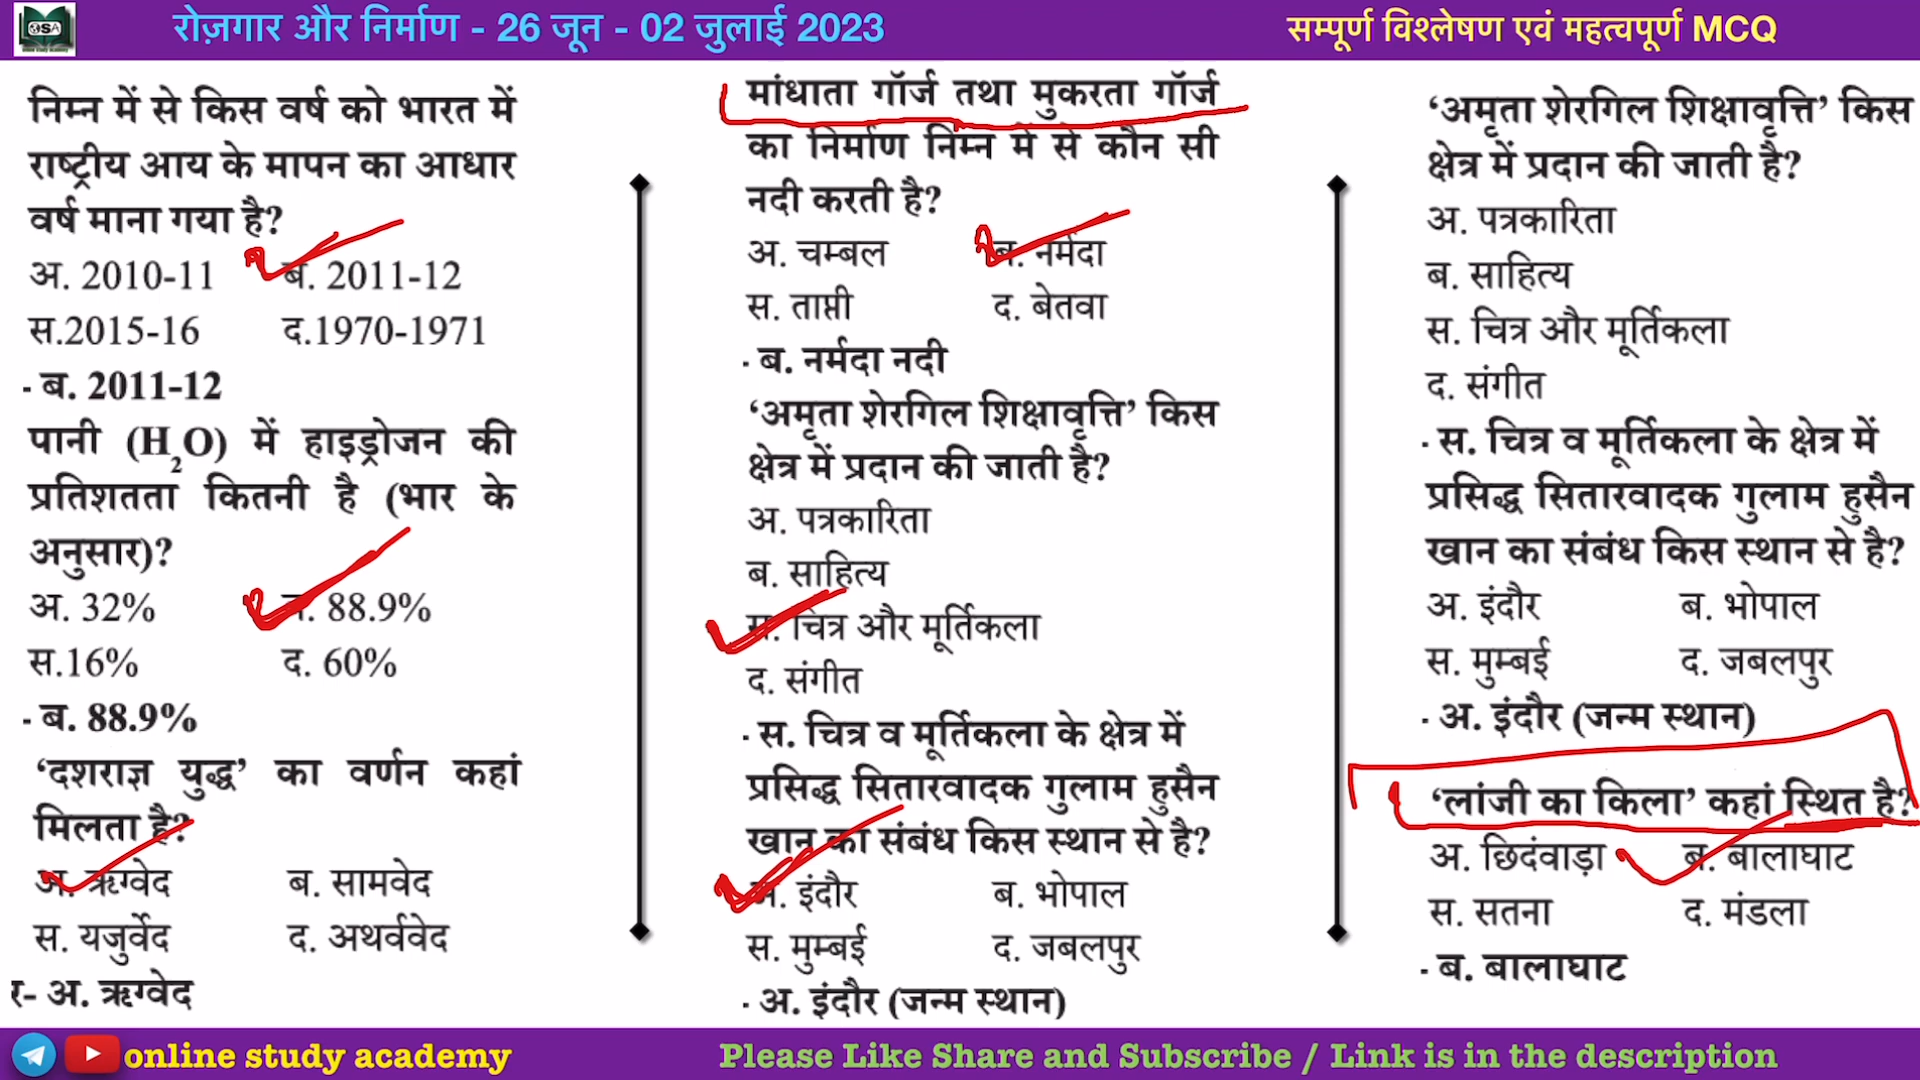 OSA
online study academy
रोज़गार और निर्माण - 26 जून - 02 जुलाई 2023
सम्पूर्ण विश्लेषण एवं महत्वपूर्ण MCQ
निम्न में से किस वर्ष को भारत में
राष्ट्रीय आय के मापन का आधार
वर्ष माना गया है?
अ. 2010-11 ब. 2011-12
स.2015-16 द.1970-1971
- ब. 2011-12
पानी (H2O) में हाइड्रोजन की
प्रतिशतता कितनी है (भार के
अनुसार)?
अ. 32% ब. 88.9%
स.16% द. 60%
- ब. 88.9%
‘दशराज्ञ युद्ध’ का वर्णन कहां
मिलता है?
अ. ऋग्वेद ब. सामवेद
स. यजुर्वेद द. अथर्ववेद
र- अ. ऋग्वेद
मांधाता गॉर्ज तथा मुकरता गॉर्ज
का निर्माण निम्न में से कौन सी
नदी करती है?
अ. चम्बल ब. नर्मदा
स. ताप्ती द. बेतवा
- ब. नर्मदा नदी
‘अमृता शेरगिल शिक्षावृत्ति’ किस
क्षेत्र में प्रदान की जाती है?
अ. पत्रकारिता
ब. साहित्य
स. चित्र और मूर्तिकला
द. संगीत
- स. चित्र व मूर्तिकला के क्षेत्र में
प्रसिद्ध सितारवादक गुलाम हुसैन
खान का संबंध किस स्थान से है?
अ. इंदौर ब. भोपाल
स. मुम्बई द. जबलपुर
- अ. इंदौर (जन्म स्थान)
‘अमृता शेरगिल शिक्षावृत्ति’ किस
क्षेत्र में प्रदान की जाती है?
अ. पत्रकारिता
ब. साहित्य
स. चित्र और मूर्तिकला
द. संगीत
- स. चित्र व मूर्तिकला के क्षेत्र में
प्रसिद्ध सितारवादक गुलाम हुसैन
खान का संबंध किस स्थान से है?
अ. इंदौर ब. भोपाल
स. मुम्बई द. जबलपुर
- अ. इंदौर (जन्म स्थान)
‘लांजी का किला’ कहां स्थित है?
अ. छिदंवाड़ा ब. बालाघाट
स. सतना द. मंडला
- ब. बालाघाट
online study academy
Please Like Share and Subscribe / Link is in the description